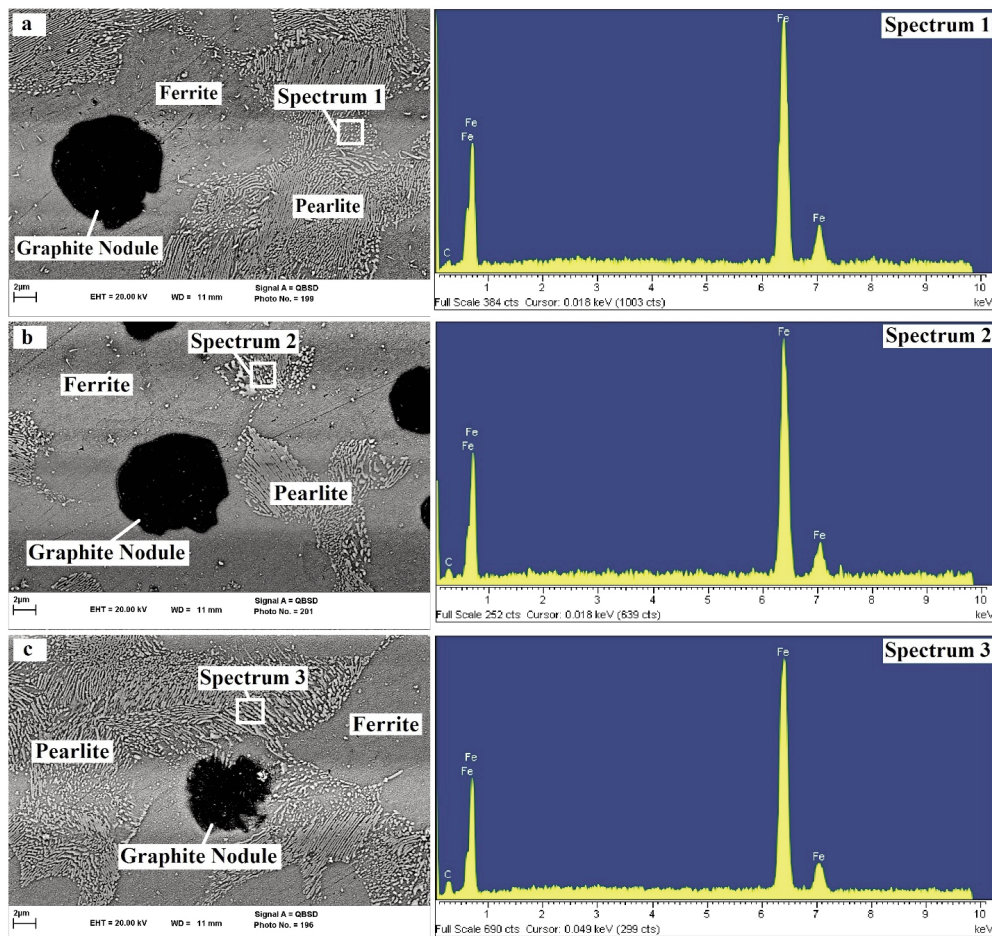 a
Ferrite
Spectrum 1
Pearlite
Graphite Nodule
2µm
EHT = 20.00 kV WD = 11 mm Signal A = QBSD
Photo No. = 199
Spectrum 1
Fe
Fe
Fe
Fe
C
1 2 3 4 5 6 7 8 9 10
Full Scale 384 cts Cursor: 0.018 keV (1003 cts) keV
b
Spectrum 2
Ferrite
Pearlite
Graphite Nodule
2µm
EHT = 20.00 kV WD = 11 mm Signal A = QBSD
Photo No. = 201
Spectrum 2
Fe
Fe
Fe
Fe
C
1 2 3 4 5 6 7 8 9 10
Full Scale 252 cts Cursor: 0.018 keV (639 cts) keV
c
Spectrum 3
Ferrite
Pearlite
Graphite Nodule
2µm
EHT = 20.00 kV WD = 11 mm Signal A = QBSD
Photo No. = 196
Spectrum 3
Fe
Fe
Fe
Fe
C
1 2 3 4 5 6 7 8 9 10
Full Scale 690 cts Cursor: 0.049 keV (299 cts) keV